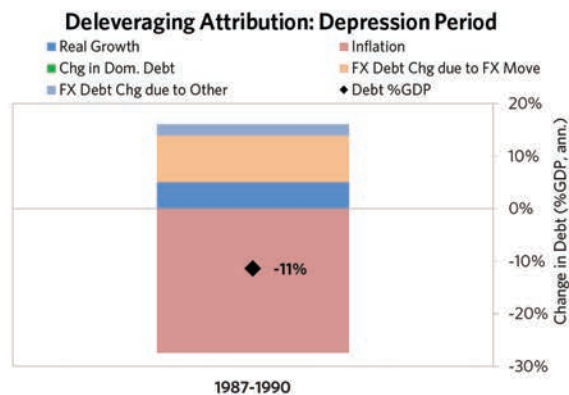 Deleveraging Attribution: Depression Period
Real Growth
Inflation
Chg in Dom. Debt
FX Debt Chg due to FX Move
FX Debt Chg due to Other
Debt %GDP
20%
10%
0%
-10%
-20%
-30%
Change in Debt (%GDP, ann.)
-11%
1987-1990